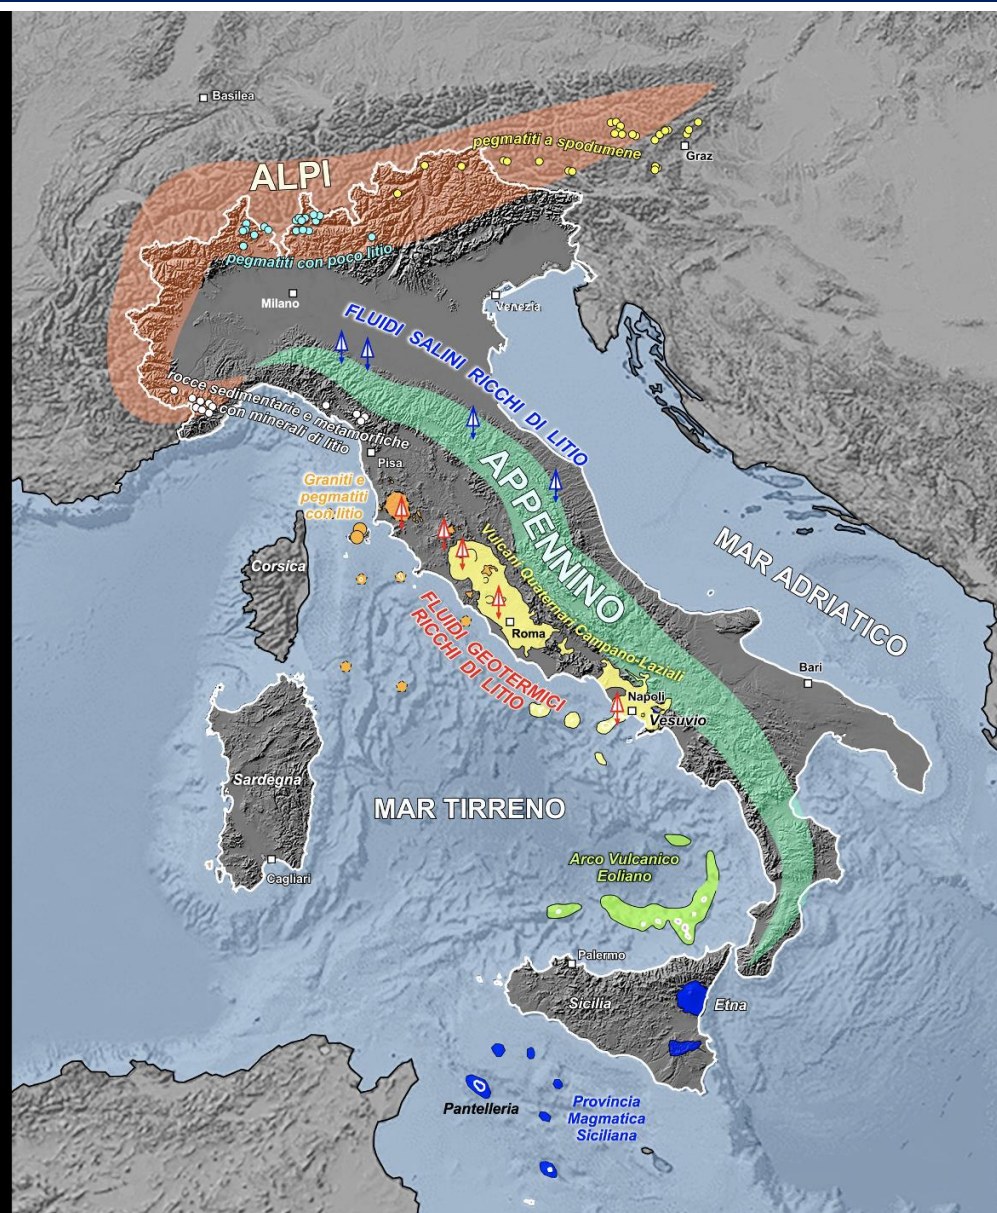 Basilea
pegmatiti a spodumene
Graz
ALPI
pegmatiti con poco litio
Milano
Venezia
FLUIDI SALINI RICCHI DI LITIO
rocce sedimentarie e metamorfiche
con minerali di litio
Pisa
Graniti e
pegmatiti
con litio
APPENNINO
Corsica
MAR ADRIATICO
Vulcani Quaternari Campano-Laziali
FLUIDI GEOTERMICI
RICCHI DI LITIO
Roma
Bari
Napoli
Vesuvio
Sardegna
MAR TIRRENO
Arco Vulcanico
Eoliano
Cagliari
Palermo
Sicilia
Etna
Pantelleria
Provincia
Magmatica
Siciliana